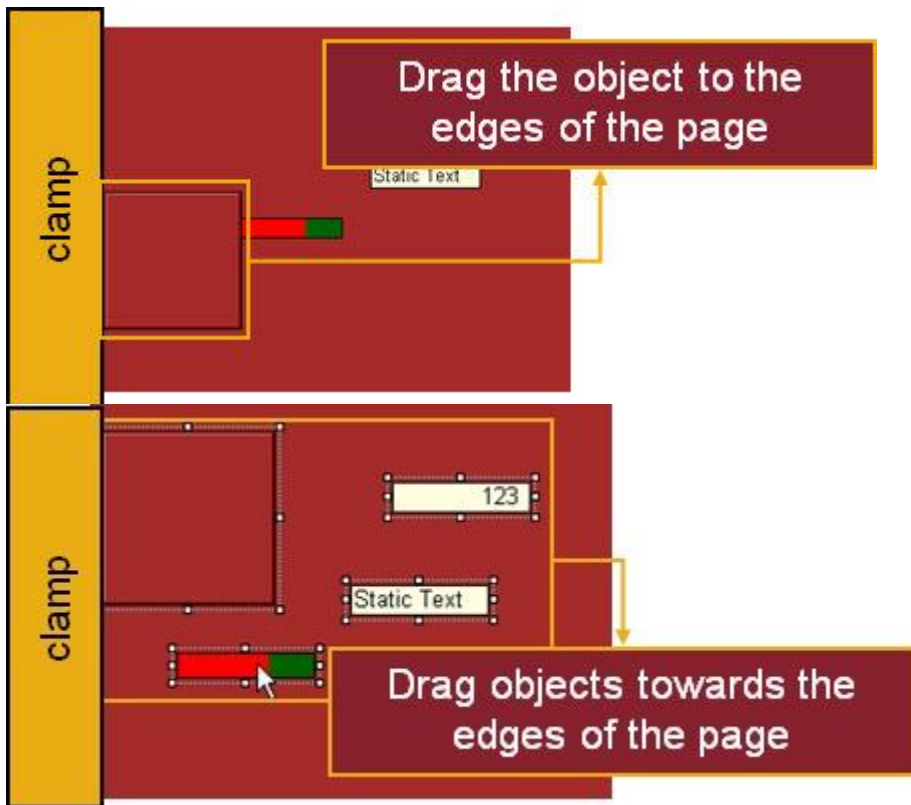 clamp
Drag the object to the
edges of the page
Static Text
clamp
123
Static Text
Drag objects towards the
edges of the page